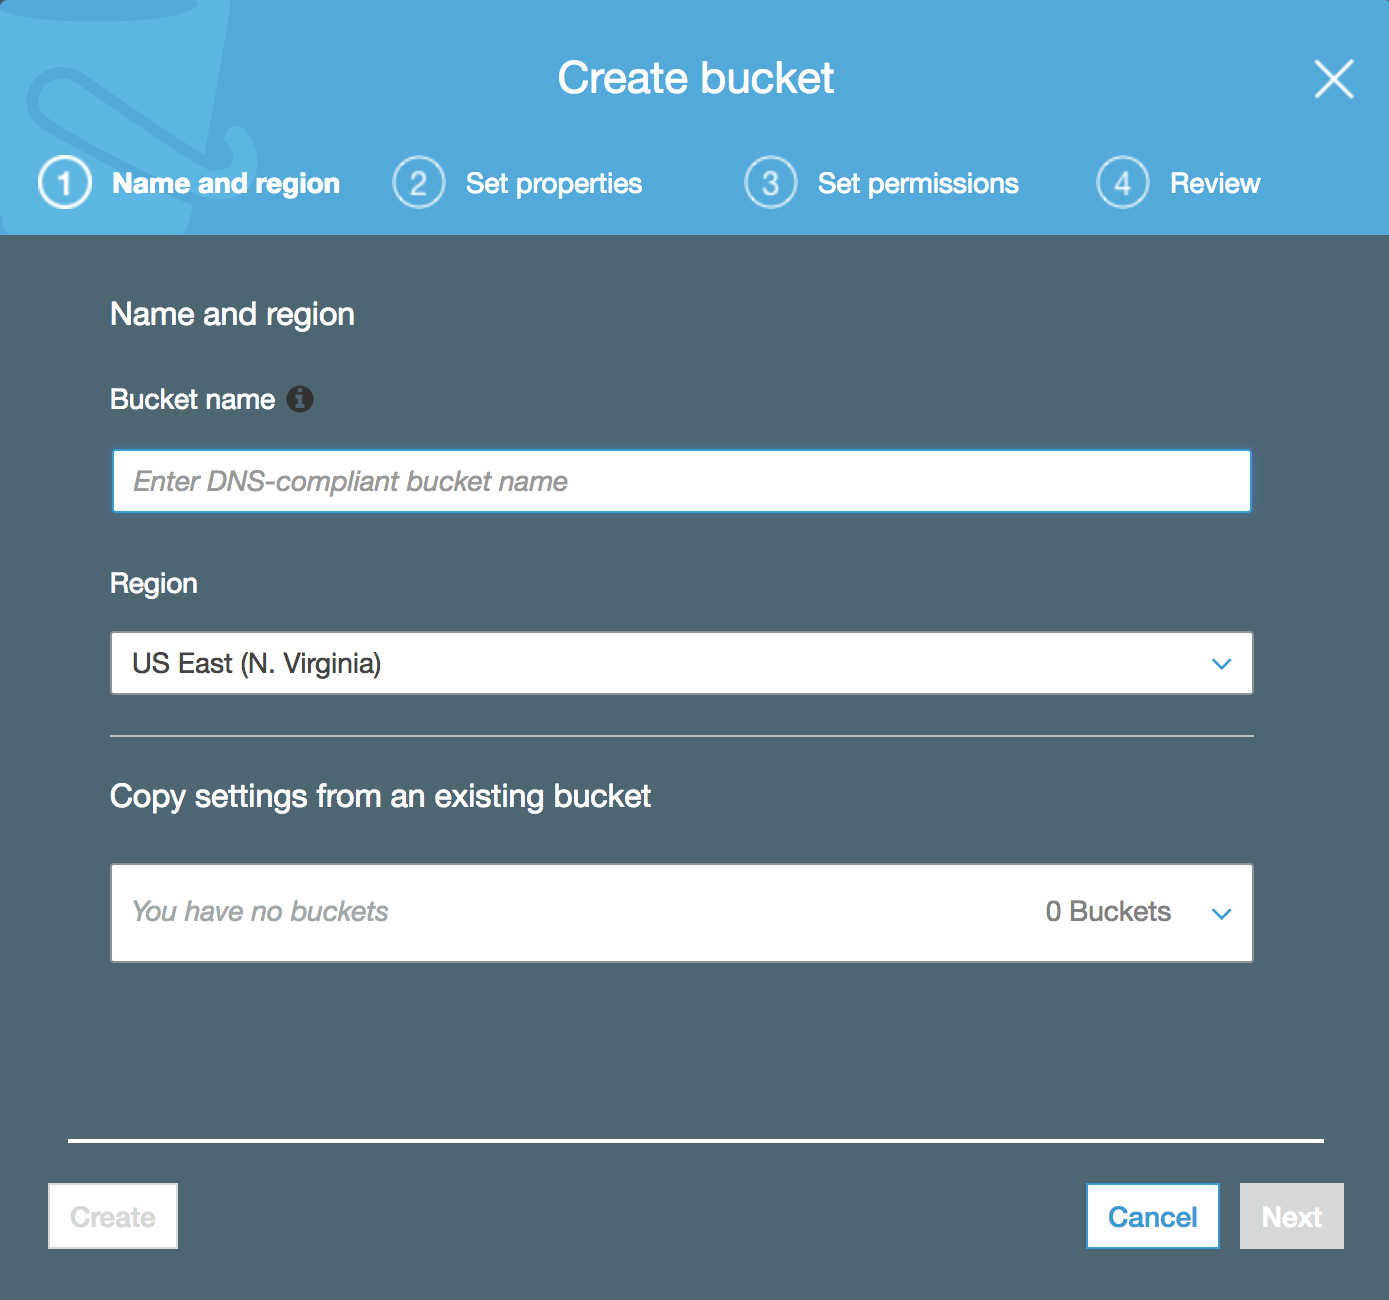 Create bucket
1 Name and region 2 Set properties 3 Set permissions 4 Review
Name and region
Bucket name i
Enter DNS-compliant bucket name
Region
US East (N. Virginia)
Copy settings from an existing bucket
You have no buckets 0 Buckets
Create Cancel Next